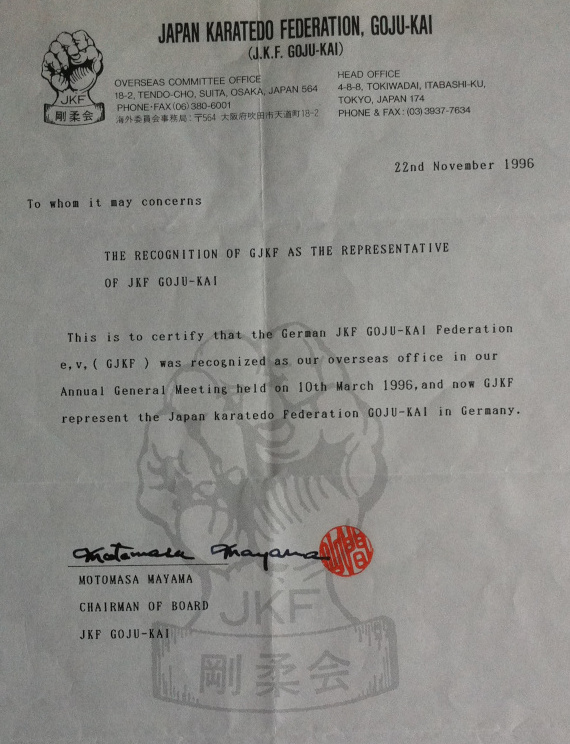 JAPAN KARATEDO FEDERATION, GOJU-KAI
(J.K.F. GOJU-KAI)
JKF
剛柔会
OVERSEAS COMMITTEE OFFICE
18-2, TENDO-CHO, SUITA, OSAKA, JAPAN 564
PHONE·FAX (06) 380-6001
海外委員会事務局:〒564 大阪府吹田市天道町18-2
HEAD OFFICE
4-8-8, TOKIWADAI, ITABASHI-KU,
TOKYO, JAPAN 174
PHONE & FAX: (03) 3937-7634
22nd November 1996
To whom it may concerns
THE RECOGNITION OF GJKF AS THE REPRESENTATIVE
OF JKF GOJU-KAI
This is to certify that the German JKF GOJU-KAI Federation
e,v,( GJKF ) was recognized as our overseas office in our
Annual General Meeting held on 10th March 1996,and now GJKF
represent the Japan karatedo Federation GOJU-KAI in Germany.
Motomasa Mayama
MOTOMASA MAYAMA
CHAIRMAN OF BOARD
JKF GOJU-KAI
JKF
剛柔会